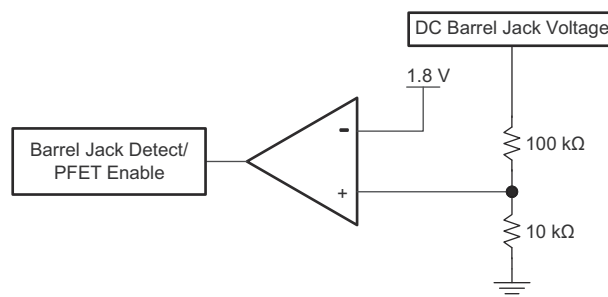 DC Barrel Jack Voltage
1.8 V
Barrel Jack Detect/
PFET Enable
-
+
100 kΩ
10 kΩ